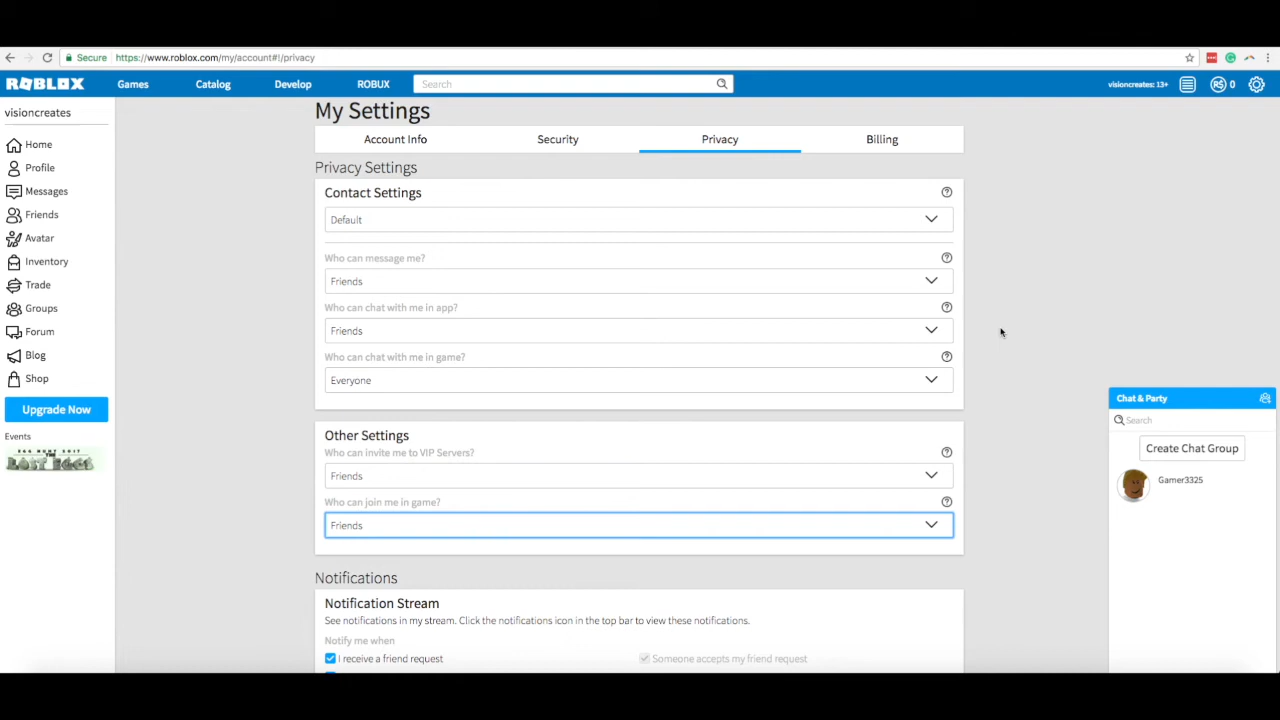 Secure https://www.roblox.com/my/account#!/privacy
ROBLOX Games Catalog Develop ROBUX Search visioncreates: 13+ R$ 0
visioncreates
Home
Profile
Messages
Friends
Avatar
Inventory
Trade
Groups
Forum
Blog
Shop
Upgrade Now
Events
EGG HUNT 2017
THE LOST EGGS
My Settings
Account Info Security Privacy Billing
Privacy Settings
Contact Settings
Default
Who can message me?
Friends
Who can chat with me in app?
Friends
Who can chat with me in game?
Everyone
Other Settings
Who can invite me to VIP Servers?
Friends
Who can join me in game?
Friends
Notifications
Notification Stream
See notifications in my stream. Click the notifications icon in the top bar to view these notifications.
Notify me when
I receive a friend request Someone accepts my friend request
Chat & Party
Search
Create Chat Group
Gamer3325